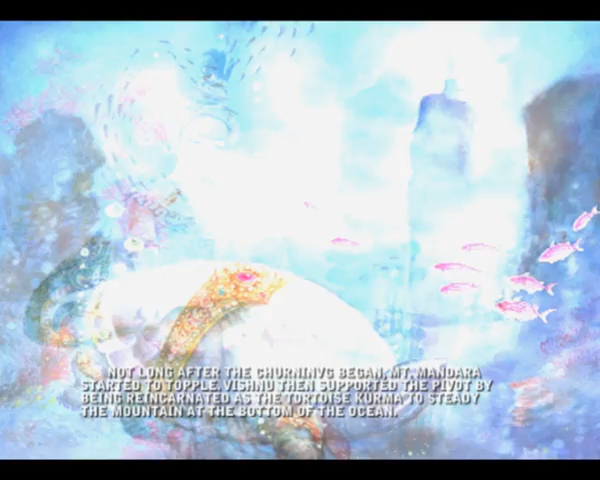 NOT LONG AFTER THE CHURNINVG BEGAN, MT. MANDARA
STARTED TO TOPPLE. VISHNU THEN SUPPORTED THE PIVOT BY
BEING REINCARNATED AS THE TORTOISE KURMA TO STEADY
THE MOUNTAIN AT THE BOTTOM OF THE OCEAN.